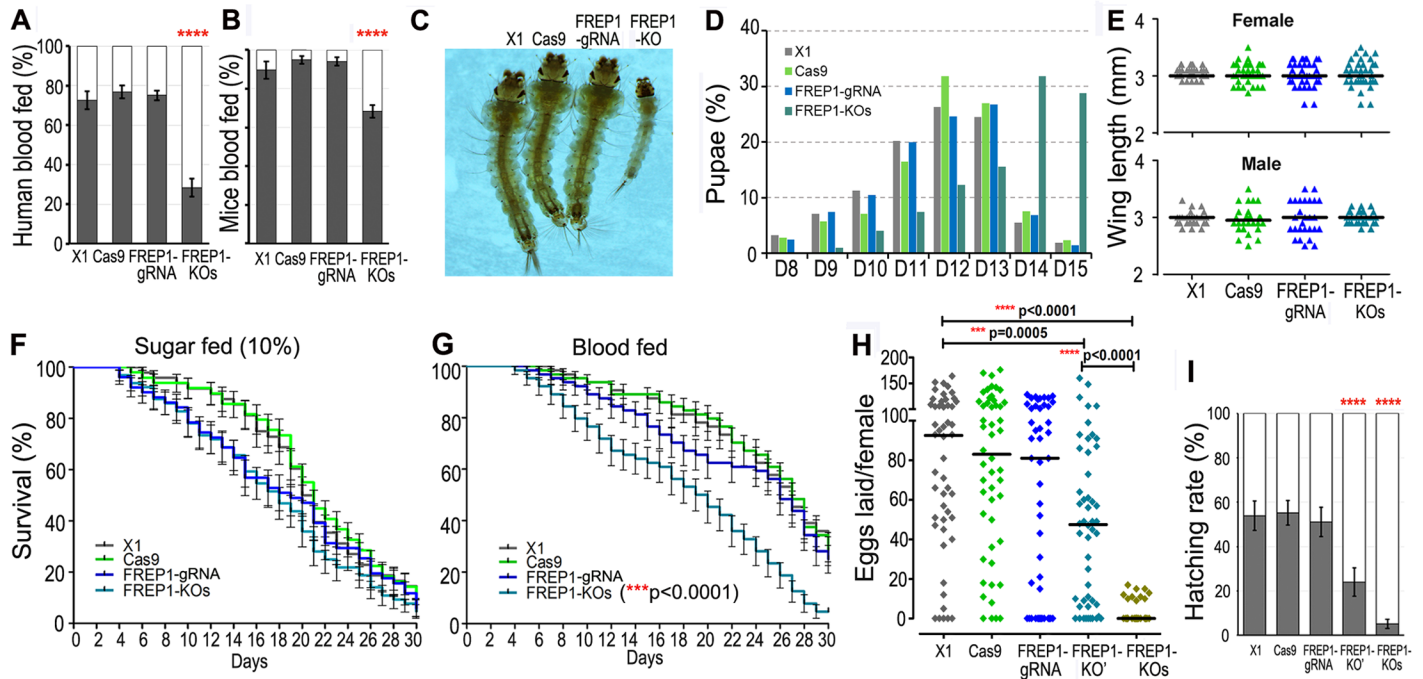 A
****
Human blood fed (%)
100
80
60
40
20
0
X1 Cas9 FREP1- FREP1-
gRNA KOs
B
****
Mice blood fed (%)
X1 Cas9 FREP1- FREP1-
gRNA KOs
C
FREP1 FREP1
X1 Cas9 -gRNA -KO
D
Pupae (%)
40
30
20
10
0
X1
Cas9
FREP1-gRNA
FREP1-KOs
D8 D9 D10 D11 D12 D13 D14 D15
E
Wing length (mm)
Female
4
3
2
Male
4
3
2
X1 Cas9 FREP1- FREP1-
gRNA KOs
F
Sugar fed (10%)
Survival (%)
100
80
60
40
20
0
X1
Cas9
FREP1-gRNA
FREP1-KOs
0 2 4 6 8 10 12 14 16 18 20 22 24 26 28 30
Days
G
Blood fed
100
80
60
40
20
0
X1
Cas9
FREP1-gRNA
FREP1-KOs (***p<0.0001)
0 2 4 6 8 10 12 14 16 18 20 22 24 26 28 30
Days
H
**** p<0.0001
*** p=0.0005
**** p<0.0001
Eggs laid/female
200
150
100
80
60
40
20
0
X1 Cas9 FREP1- FREP1- FREP1-
gRNA KO' KOs
I
**** ****
Hatching rate (%)
100
80
60
40
20
0
X1 Cas9 FREP1- FREP1- FREP1-
gRNA KO' KOs